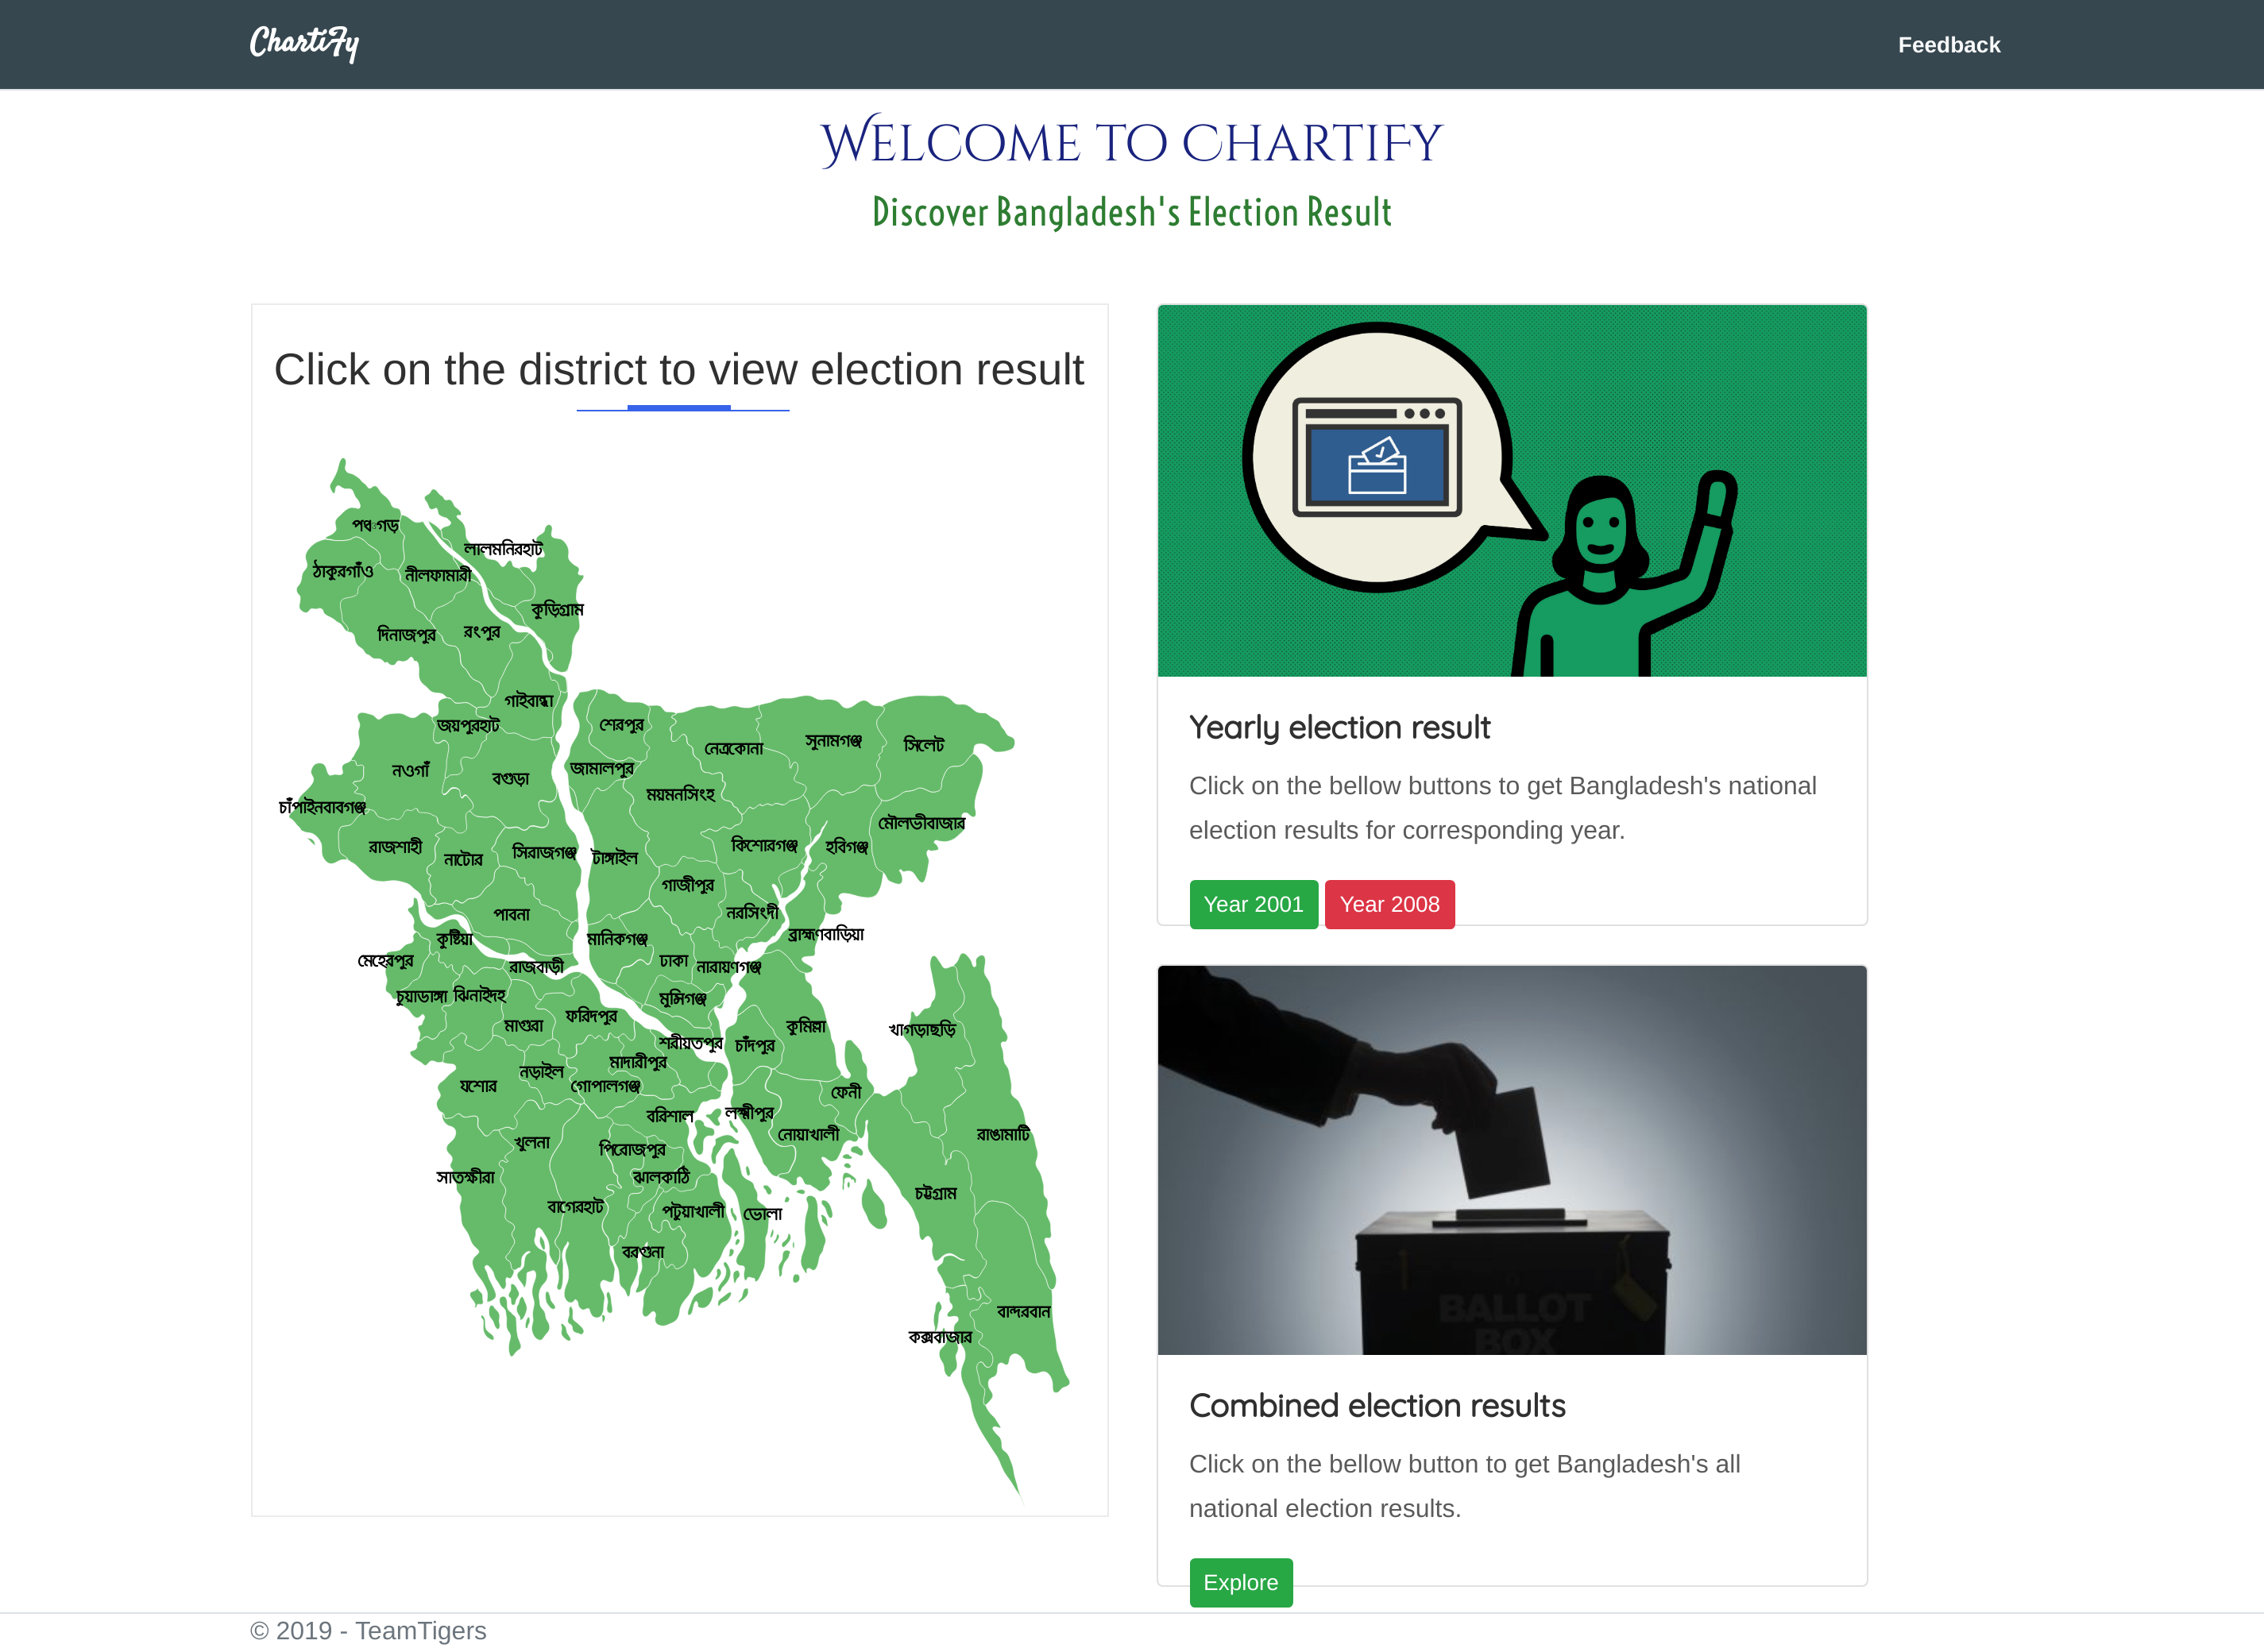 ChartiFy
Feedback
Welcome to ChartiFy
Discover Bangladesh's Election Result
Click on the district to view election result
পঞ্চগড়
লালমনিরহাট
ঠাকুরগাঁও
নীলফামারী
কুড়িগ্রাম
দিনাজপুর
রংপুর
গাইবান্ধা
জয়পুরহাট
শেরপুর
নেত্রকোনা
সুনামগঞ্জ
সিলেট
নওগাঁ
বগুড়া
জামালপুর
ময়মনসিংহ
চাঁপাইনবাবগঞ্জ
মৌলভীবাজার
রাজশাহী
নাটোর
সিরাজগঞ্জ
টাঙ্গাইল
কিশোরগঞ্জ
হবিগঞ্জ
গাজীপুর
পাবনা
নরসিংদী
কুষ্টিয়া
মানিকগঞ্জ
ব্রাহ্মণবাড়িয়া
মেহেরপুর
রাজবাড়ী
ঢাকা
নারায়ণগঞ্জ
চুয়াডাঙ্গা
ঝিনাইদহ
মুন্সিগঞ্জ
মাগুরা
ফরিদপুর
কুমিল্লা
খাগড়াছড়ি
শরীয়তপুর
চাঁদপুর
মাদারীপুর
নড়াইল
যশোর
গোপালগঞ্জ
ফেনী
বরিশাল
লক্ষ্মীপুর
নোয়াখালী
রাঙামাটি
খুলনা
পিরোজপুর
সাতক্ষীরা
ঝালকাঠি
চট্টগ্রাম
বাগেরহাট
পটুয়াখালী
ভোলা
বরগুনা
বান্দরবান
কক্সবাজার
Yearly election result
Click on the bellow buttons to get Bangladesh's national
election results for corresponding year.
Year 2001
Year 2008
BALLOT
BOX
Combined election results
Click on the bellow button to get Bangladesh's all
national election results.
Explore
© 2019 - TeamTigers